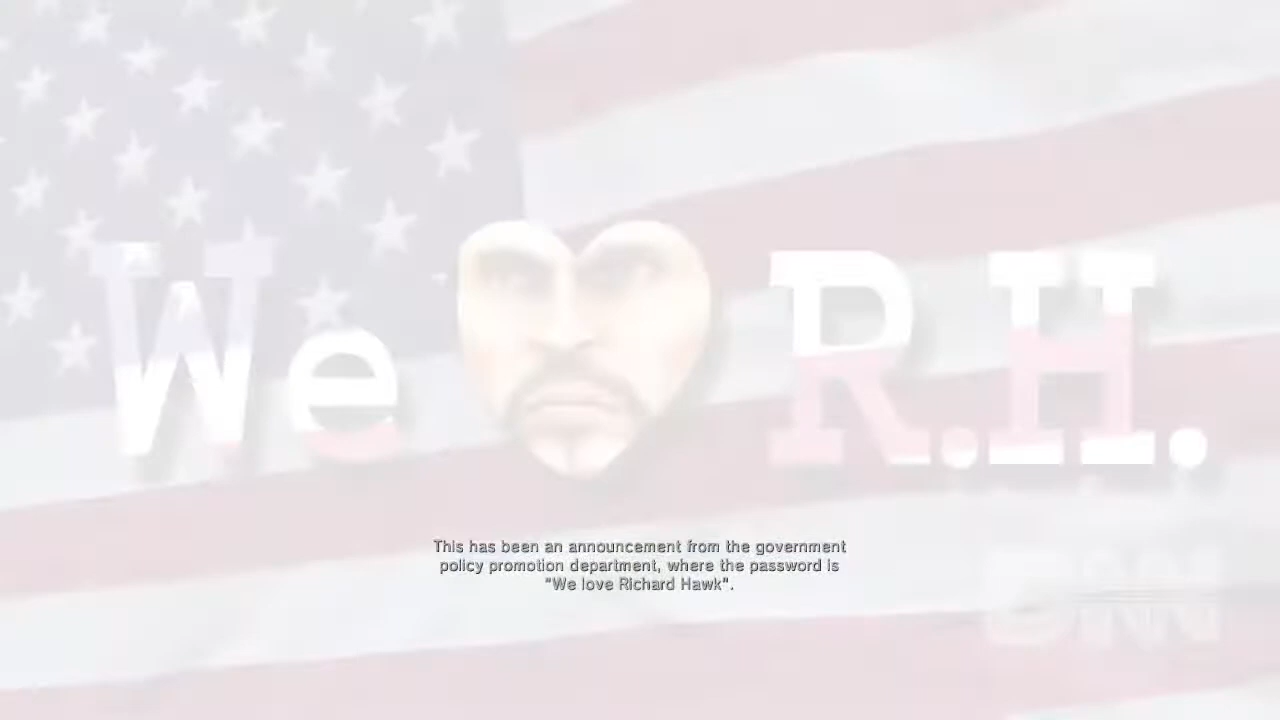 We R.H.
This has been an announcement from the government
policy promotion department, where the password is
"We love Richard Hawk".